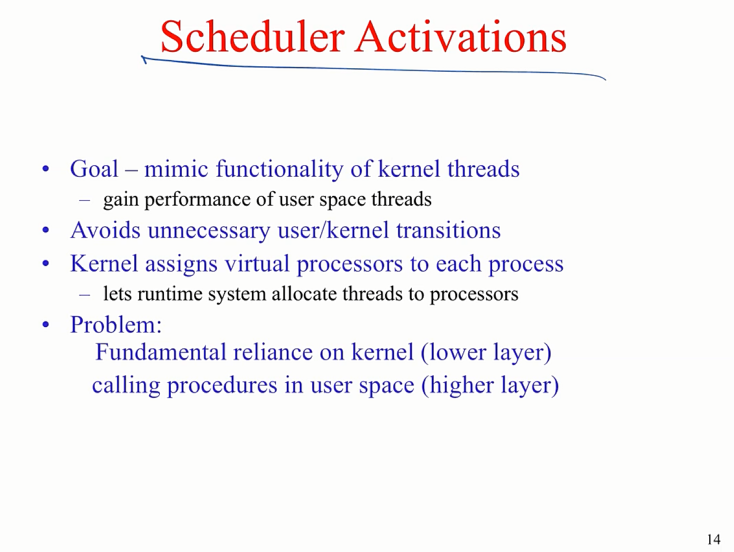 Scheduler Activations
• Goal – mimic functionality of kernel threads
– gain performance of user space threads
• Avoids unnecessary user/kernel transitions
• Kernel assigns virtual processors to each process
– lets runtime system allocate threads to processors
• Problem:
Fundamental reliance on kernel (lower layer)
calling procedures in user space (higher layer)
14